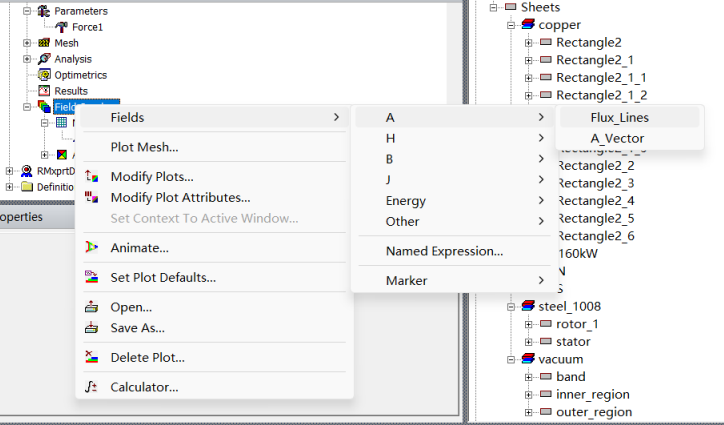 Parameters
Force1
Mesh
Analysis
Optimetrics
Results
Field
RMxprtD
Definition
operties
Fields
Plot Mesh...
Modify Plots...
Modify Plot Attributes...
Set Context To Active Window...
Animate...
Set Plot Defaults...
Open...
Save As...
Delete Plot...
Calculator...
A
H
B
J
Energy
Other
Named Expression...
Marker
Flux_Lines
A_Vector
Sheets
copper
Rectangle2
Rectangle2_1
Rectangle2_1_1
Rectangle2_1_2
Rectangle2_2
Rectangle2_3
Rectangle2_4
Rectangle2_5
Rectangle2_6
160kW
N
S
steel_1008
rotor_1
stator
vacuum
band
inner_region
outer_region